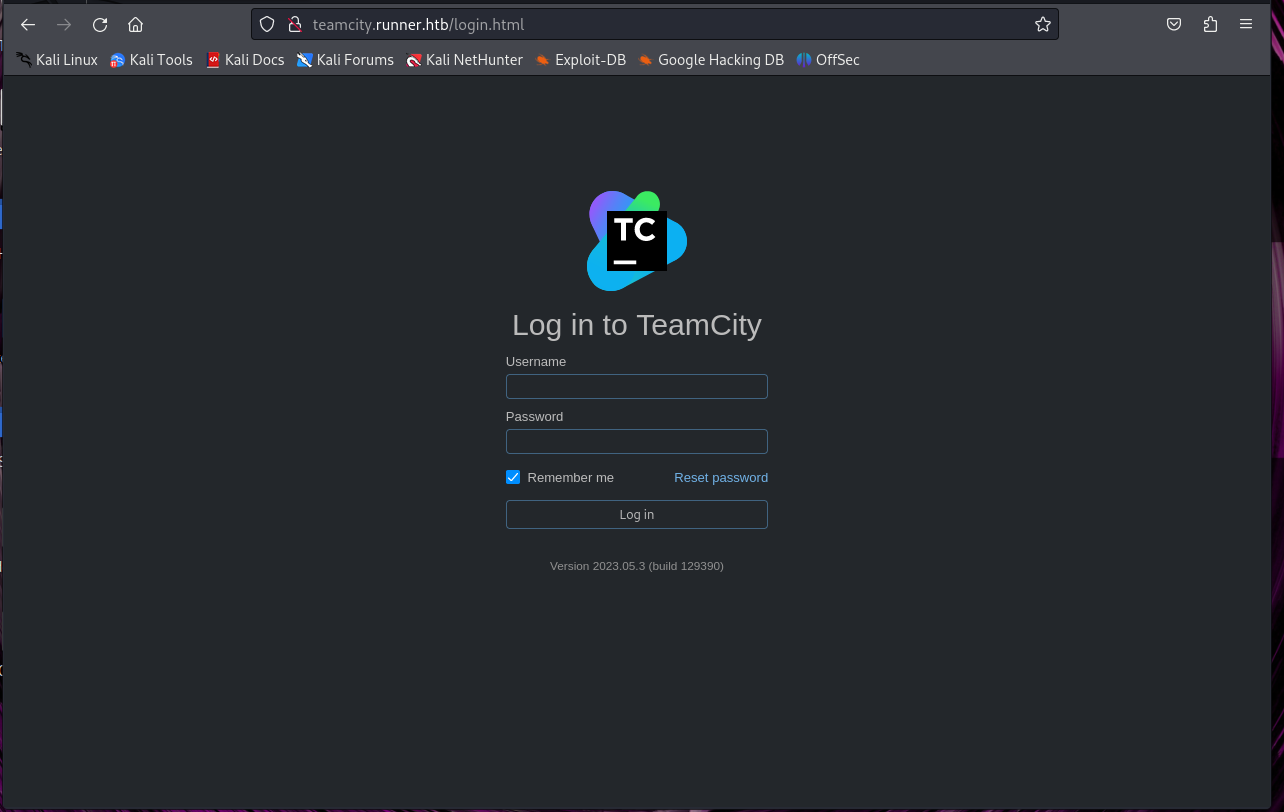 teamcity.runner.htb/login.html
Kali Linux Kali Tools Kali Docs Kali Forums Kali NetHunter Exploit-DB Google Hacking DB OffSec
TC
Log in to TeamCity
Username
Password
Remember me Reset password
Log in
Version 2023.05.3 (build 129390)